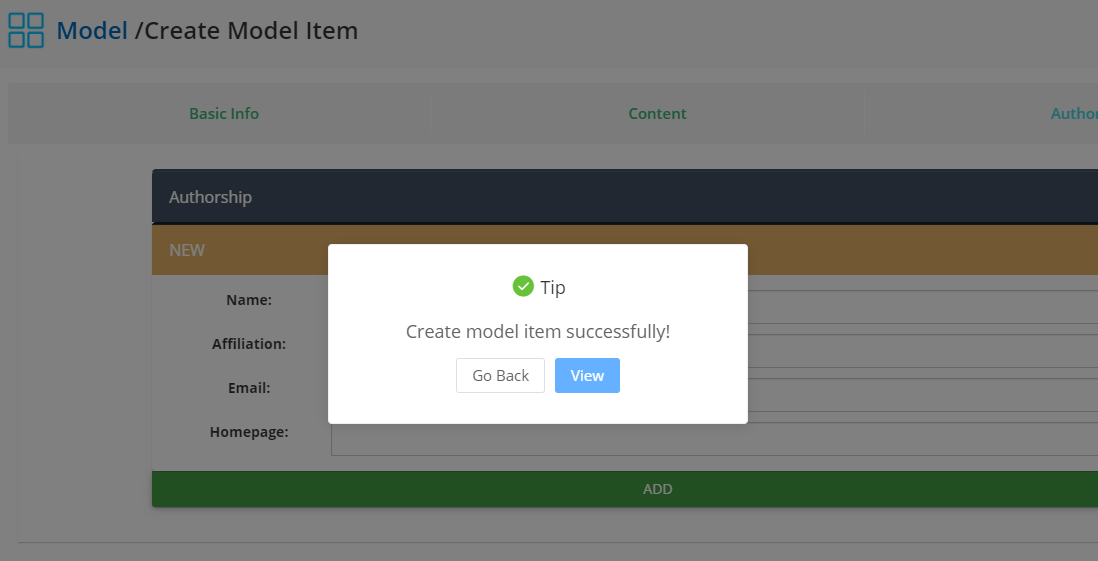 Model /Create Model Item
Basic Info
Content
Authorship
NEW
Tip
Create model item successfully!
Go Back
View
Name:
Affiliation:
Email:
Homepage:
ADD